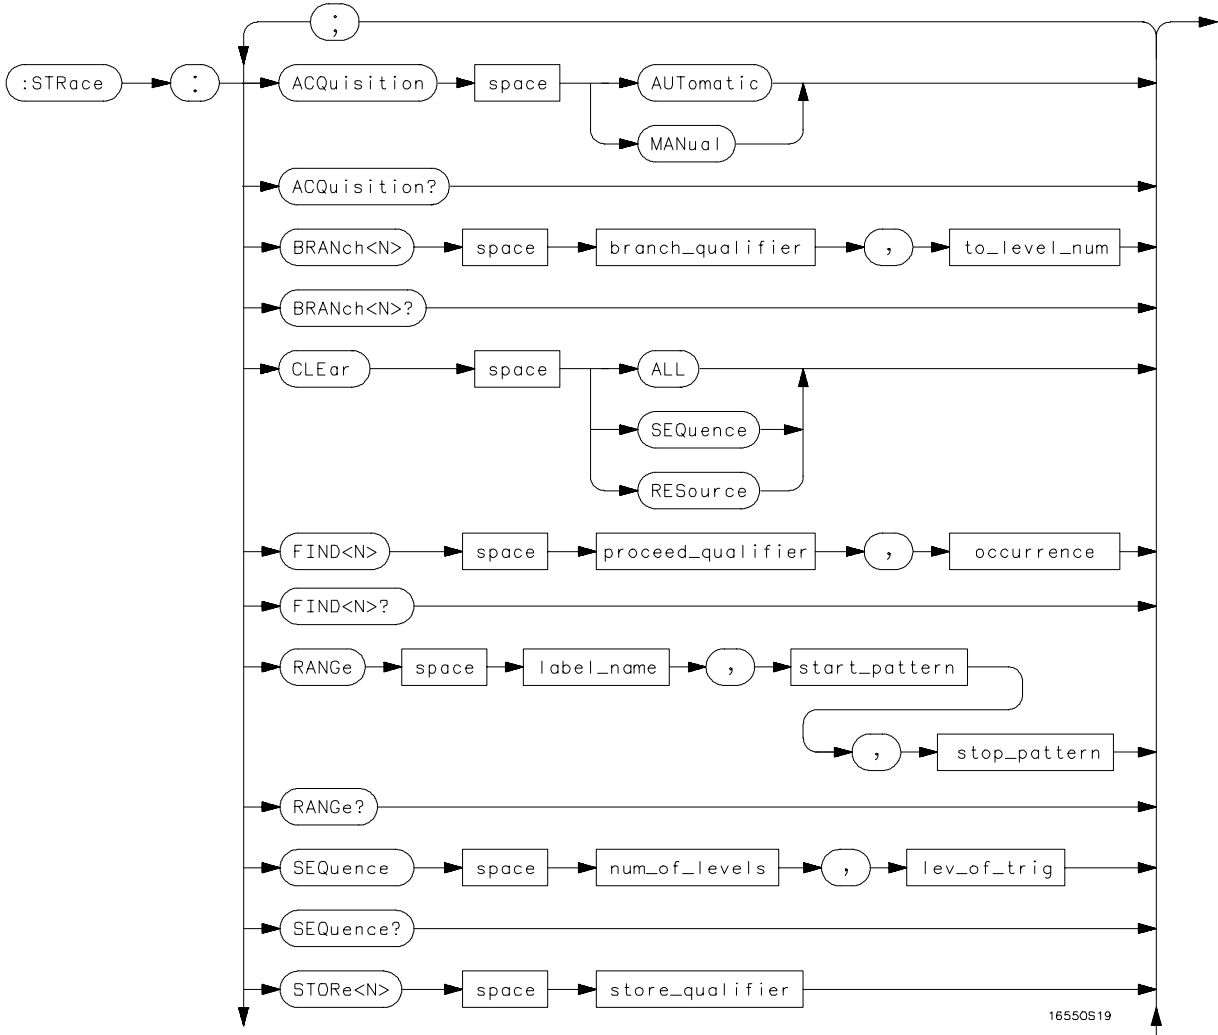 ;
:STRace : ACQuisition space AUTomatic
MANual
ACQuisition?
BRANch<N> space branch_qualifier , to_level_num
BRANch<N>?
CLEar space ALL
SEQuence
RESource
FIND<N> space proceed_qualifier , occurrence
FIND<N>?
RANGe space label_name , start_pattern
, stop_pattern
RANGe?
SEQuence space num_of_levels , lev_of_trig
SEQuence?
STORe<N> space store_qualifier
16550S19